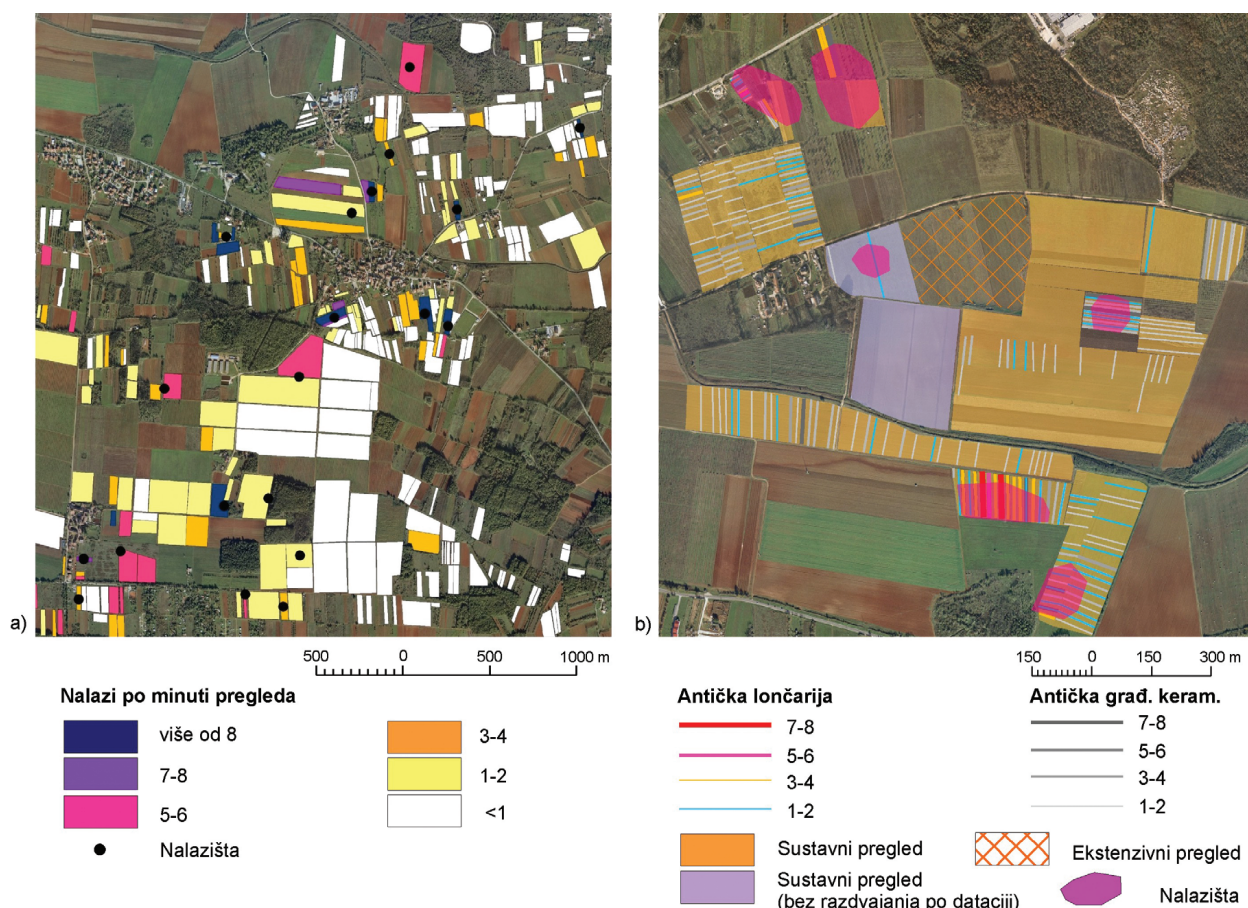 a)
b)
500 0 500 1000 m
Nalazi po minuti pregleda
više od 8
7-8
5-6
Nalazišta
3-4
1-2
<1
150 0 150 300 m
Antička lončarija
7-8
5-6
3-4
1-2
Antička građ. keram.
7-8
5-6
3-4
1-2
Sustavni pregled
Sustavni pregled
(bez razdvajanja po dataciji)
Ekstenzivni pregled
Nalazišta